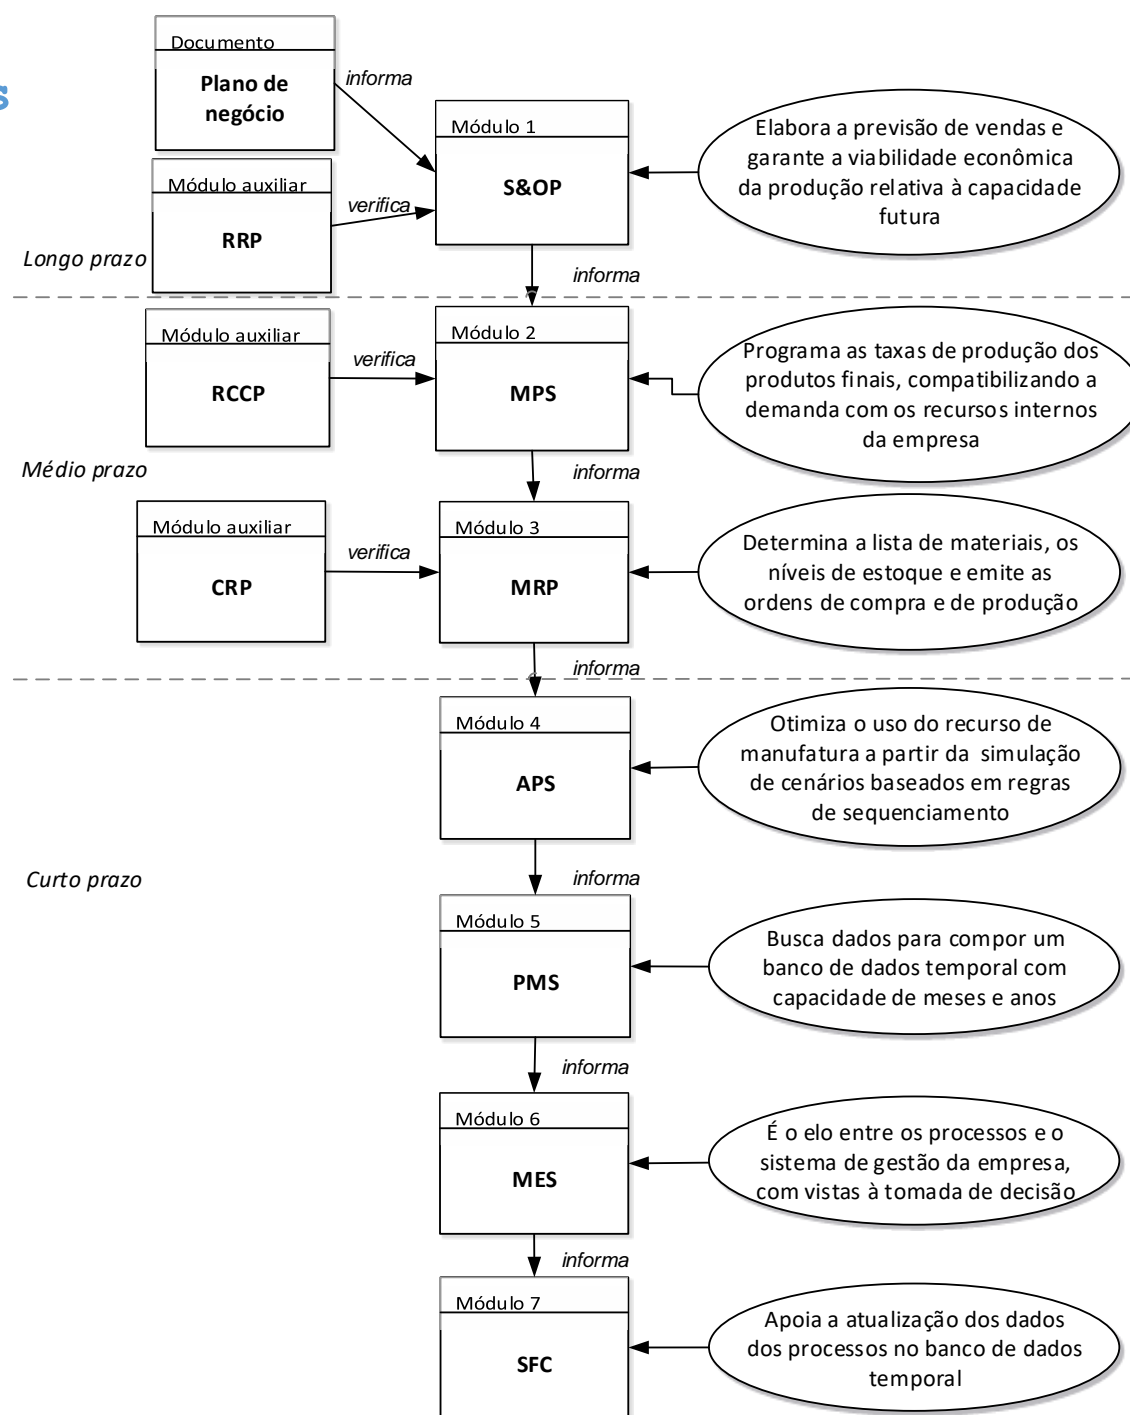 s
Documento
Plano de
negócio
informa
Módulo 1
S&OP
Elabora a previsão de vendas e
garante a viabilidade econômica
da produção relativa à capacidade
futura
Módulo auxiliar
RRP
verifica
Longo prazo
informa
Módulo auxiliar
RCCP
verifica
Módulo 2
MPS
Programa as taxas de produção dos
produtos finais, compatibilizando a
demanda com os recursos internos
da empresa
Médio prazo
informa
Módulo auxiliar
CRP
verifica
Módulo 3
MRP
Determina a lista de materiais, os
níveis de estoque e emite as
ordens de compra e de produção
informa
Módulo 4
APS
Otimiza o uso do recurso de
manufatura a partir da simulação
de cenários baseados em regras
de sequenciamento
Curto prazo
informa
Módulo 5
PMS
Busca dados para compor um
banco de dados temporal com
capacidade de meses e anos
informa
Módulo 6
MES
É o elo entre os processos e o
sistema de gestão da empresa,
com vistas à tomada de decisão
informa
Módulo 7
SFC
Apoia a atualização dos dados
dos processos no banco de dados
temporal